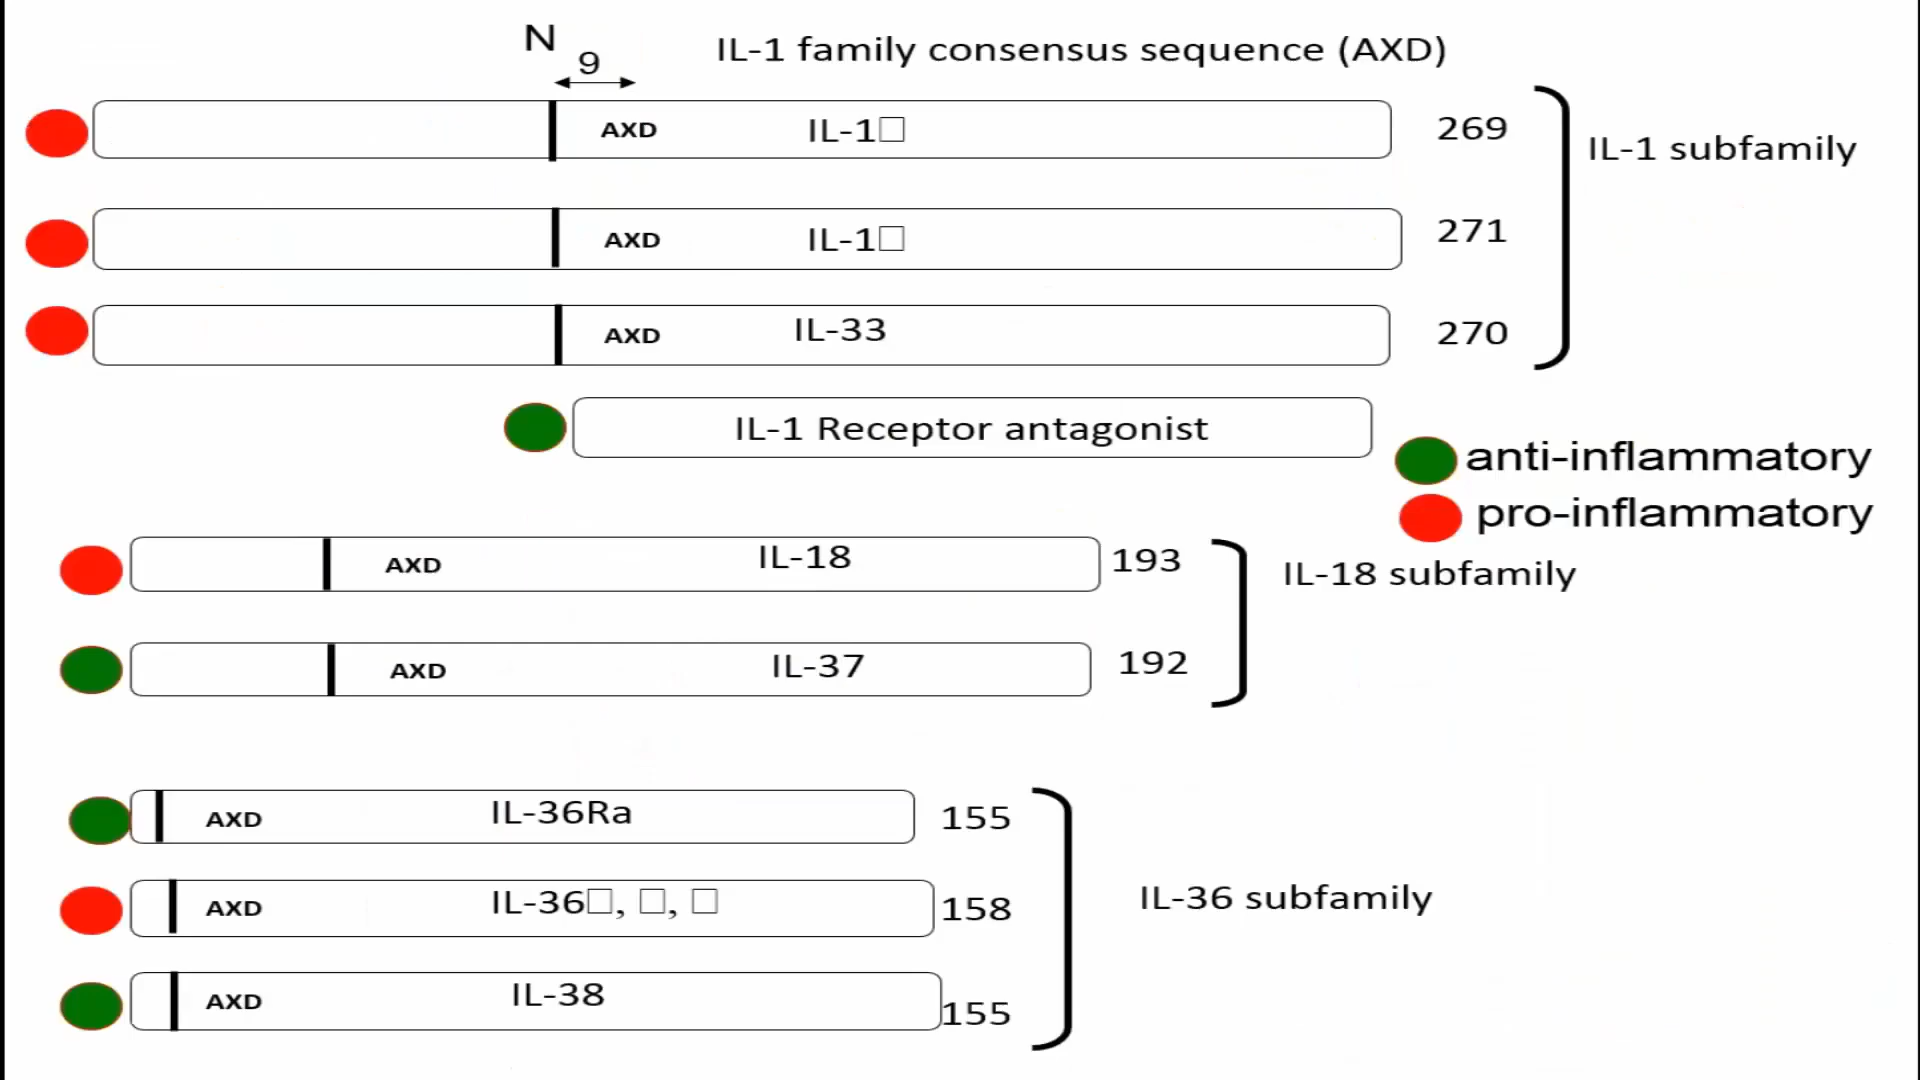 N
9
IL-1 family consensus sequence (AXD)
AXD IL-1□ 269
IL-1 subfamily
AXD IL-1□ 271
AXD IL-33 270
IL-1 Receptor antagonist
anti-inflammatory
pro-inflammatory
AXD IL-18 193
IL-18 subfamily
AXD IL-37 192
AXD IL-36Ra 155
AXD IL-36□, □, □ 158
IL-36 subfamily
AXD IL-38 155